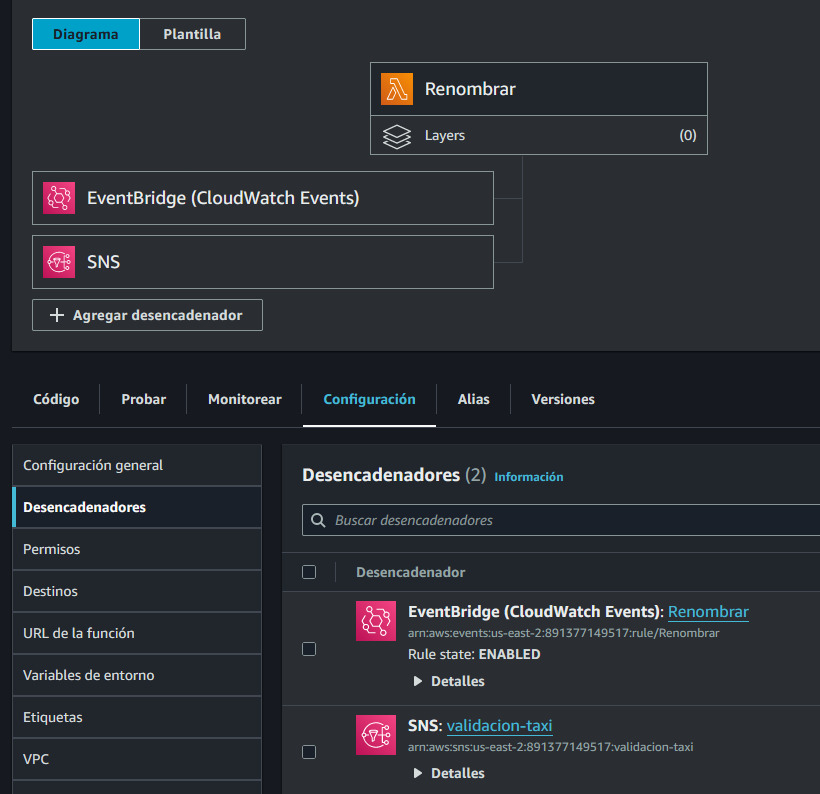 Diagrama
Plantilla
Renombrar
Layers
(0)
EventBridge (CloudWatch Events)
SNS
Agregar desencadenador
Código
Probar
Monitorear
Configuración
Alias
Versiones
Configuración general
Desencadenadores
Permisos
Destinos
URL de la función
Variables de entorno
Etiquetas
VPC
Desencadenadores (2) Información
Buscar desencadenadores
Desencadenador
EventBridge (CloudWatch Events): Renombrar
arn:aws:events:us-east-2:891377149517:rule/Renombrar
Rule state: ENABLED
Detalles
SNS: validacion-taxi
arn:aws:sns:us-east-2:891377149517:validacion-taxi
Detalles